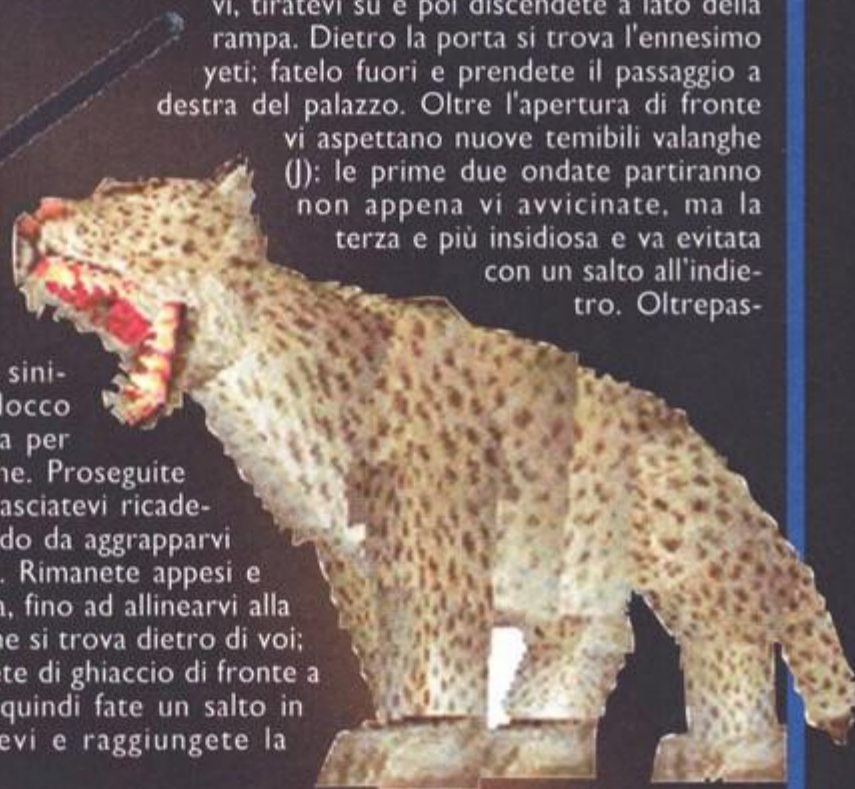 vi, tiratevi su e poi discendete a lato della
rampa. Dietro la porta si trova l'ennesimo
yeti; fatelo fuori e prendete il passaggio a
destra del palazzo. Oltre l'apertura di fronte
vi aspettano nuove temibili valanghe
(J): le prime due ondate partiranno
non appena vi avvicinate, ma la
terza e più insidiosa e va evitata
con un salto all'indie-
tro. Oltrepas-
sini-
locco
a per
ne. Proseguite
asciatevi ricade-
do da aggrapparvi
. Rimanete appesi e
a, fino ad allinearvi alla
ne si trova dietro di voi;
ete di ghiaccio di fronte a
quindi fate un salto in
evi e raggiungete la